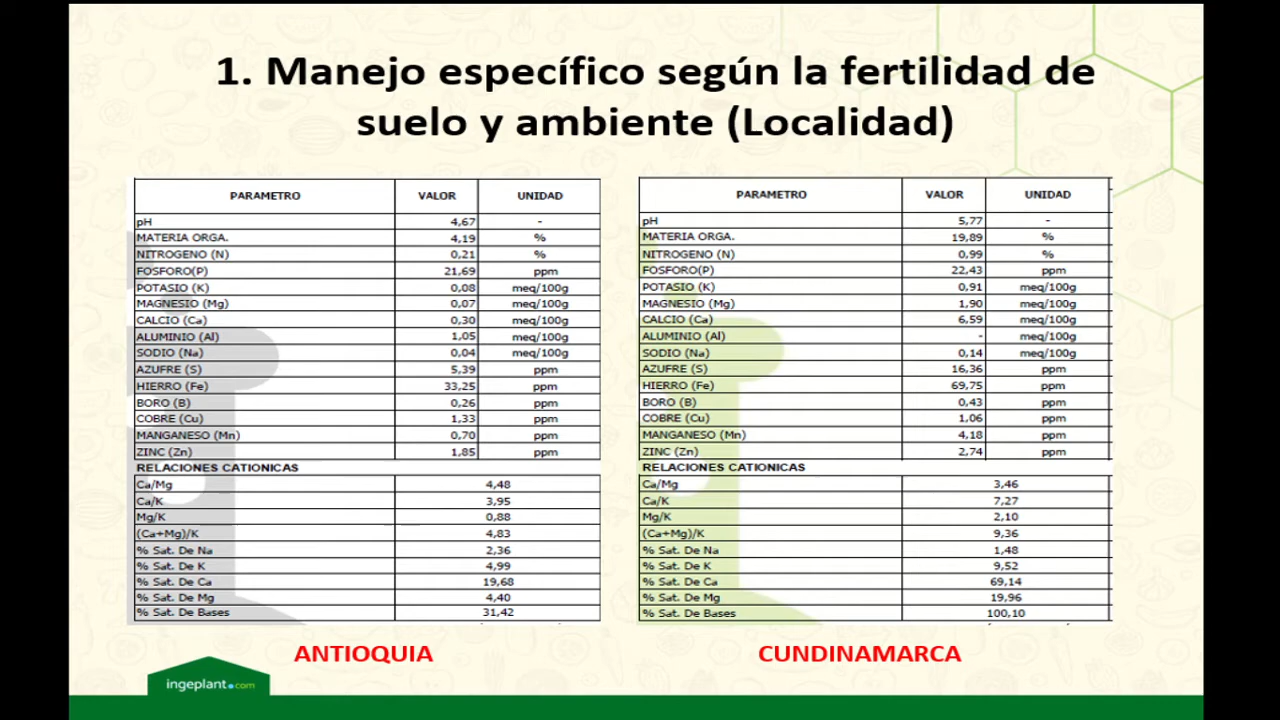 1. Manejo específico según la fertilidad de
suelo y ambiente (Localidad)
PARAMETRO VALOR UNIDAD
pH 4,67 -
MATERIA ORGA. 4,19 %
NITROGENO (N) 0,21 %
FOSFORO(P) 21,69 ppm
POTASIO (K) 0,08 meq/100g
MAGNESIO (Mg) 0,07 meq/100g
CALCIO (Ca) 0,30 meq/100g
ALUMINIO (Al) 1,05 meq/100g
SODIO (Na) 0,04 meq/100g
AZUFRE (S) 5,39 ppm
HIERRO (Fe) 33,25 ppm
BORO (B) 0,26 ppm
COBRE (Cu) 1,33 ppm
MANGANESO (Mn) 0,70 ppm
ZINC (Zn) 1,85 ppm
RELACIONES CATIONICAS
Ca/Mg 4,48
Ca/K 3,95
Mg/K 0,88
(Ca+Mg)/K 4,83
% Sat. De Na 2,36
% Sat. De K 4,99
% Sat. De Ca 19,68
% Sat. De Mg 4,40
% Sat. De Bases 31,42
ANTIOQUIA
PARAMETRO VALOR UNIDAD
pH 5,77 -
MATERIA ORGA. 19,89 %
NITROGENO (N) 0,99 %
FOSFORO(P) 22,43 ppm
POTASIO (K) 0,91 meq/100g
MAGNESIO (Mg) 1,90 meq/100g
CALCIO (Ca) 6,59 meq/100g
ALUMINIO (Al) - meq/100g
SODIO (Na) 0,14 meq/100g
AZUFRE (S) 16,36 ppm
HIERRO (Fe) 69,75 ppm
BORO (B) 0,43 ppm
COBRE (Cu) 1,06 ppm
MANGANESO (Mn) 4,18 ppm
ZINC (Zn) 2,74 ppm
RELACIONES CATIONICAS
Ca/Mg 3,46
Ca/K 7,27
Mg/K 2,10
(Ca+Mg)/K 9,36
% Sat. De Na 1,48
% Sat. De K 9,52
% Sat. De Ca 69,14
% Sat. De Mg 19,96
% Sat. De Bases 100,10
CUNDINAMARCA
ingeplant.com